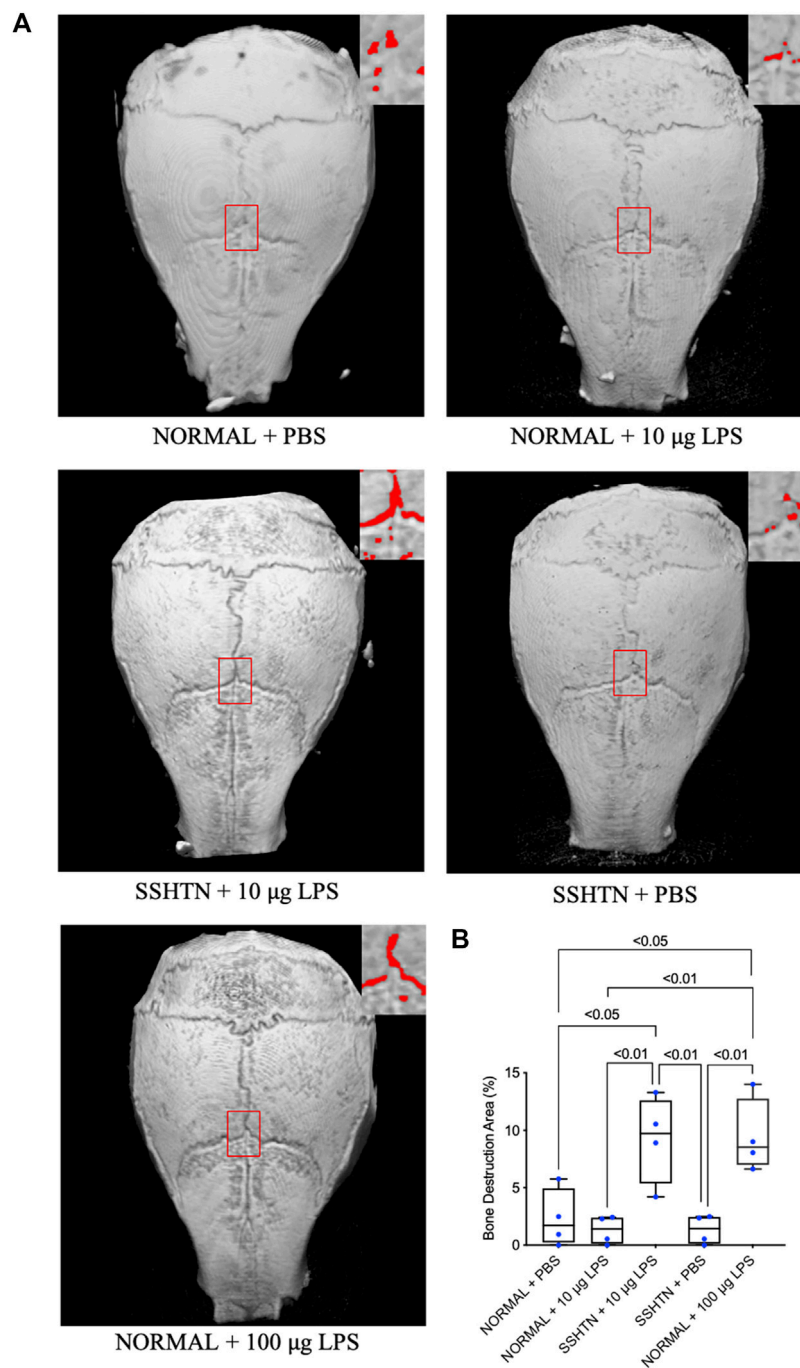 A
NORMAL + PBS
NORMAL + 10 µg LPS
SSHTN + 10 µg LPS
SSHTN + PBS
NORMAL + 100 µg LPS
B
<0.05
<0.01
<0.05
<0.01 <0.01 <0.01
Bone Destruction Area (%)
15
10
5
0
NORMAL + PBS
NORMAL + 10 µg LPS
SSHTN + 10 µg LPS
SSHTN + PBS
NORMAL + 100 µg LPS